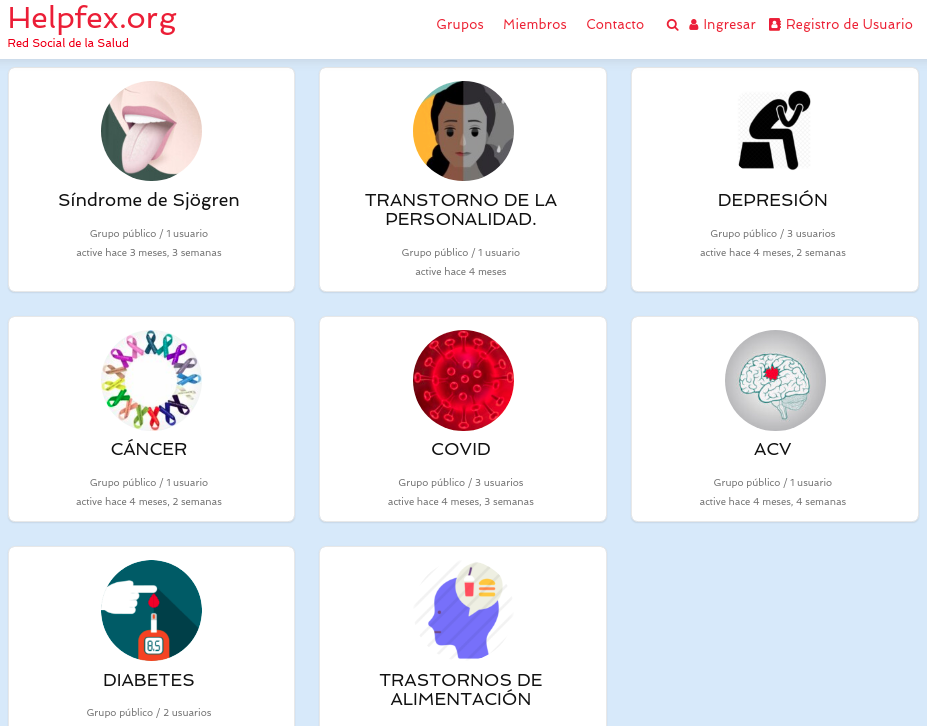 Helpfex.org
Red Social de la Salud
Grupos Miembros Contacto Ingresar Registro de Usuario
Síndrome de Sjögren
Grupo público / 1 usuario
active hace 3 meses, 3 semanas
TRANSTORNO DE LA
PERSONALIDAD.
Grupo público / 1 usuario
active hace 4 meses
DEPRESIÓN
Grupo público / 3 usuarios
active hace 4 meses, 2 semanas
CÁNCER
Grupo público / 1 usuario
active hace 4 meses, 2 semanas
COVID
Grupo público / 3 usuarios
active hace 4 meses, 3 semanas
ACV
Grupo público / 1 usuario
active hace 4 meses, 4 semanas
8.5
DIABETES
Grupo público / 2 usuarios
TRASTORNOS DE
ALIMENTACIÓN